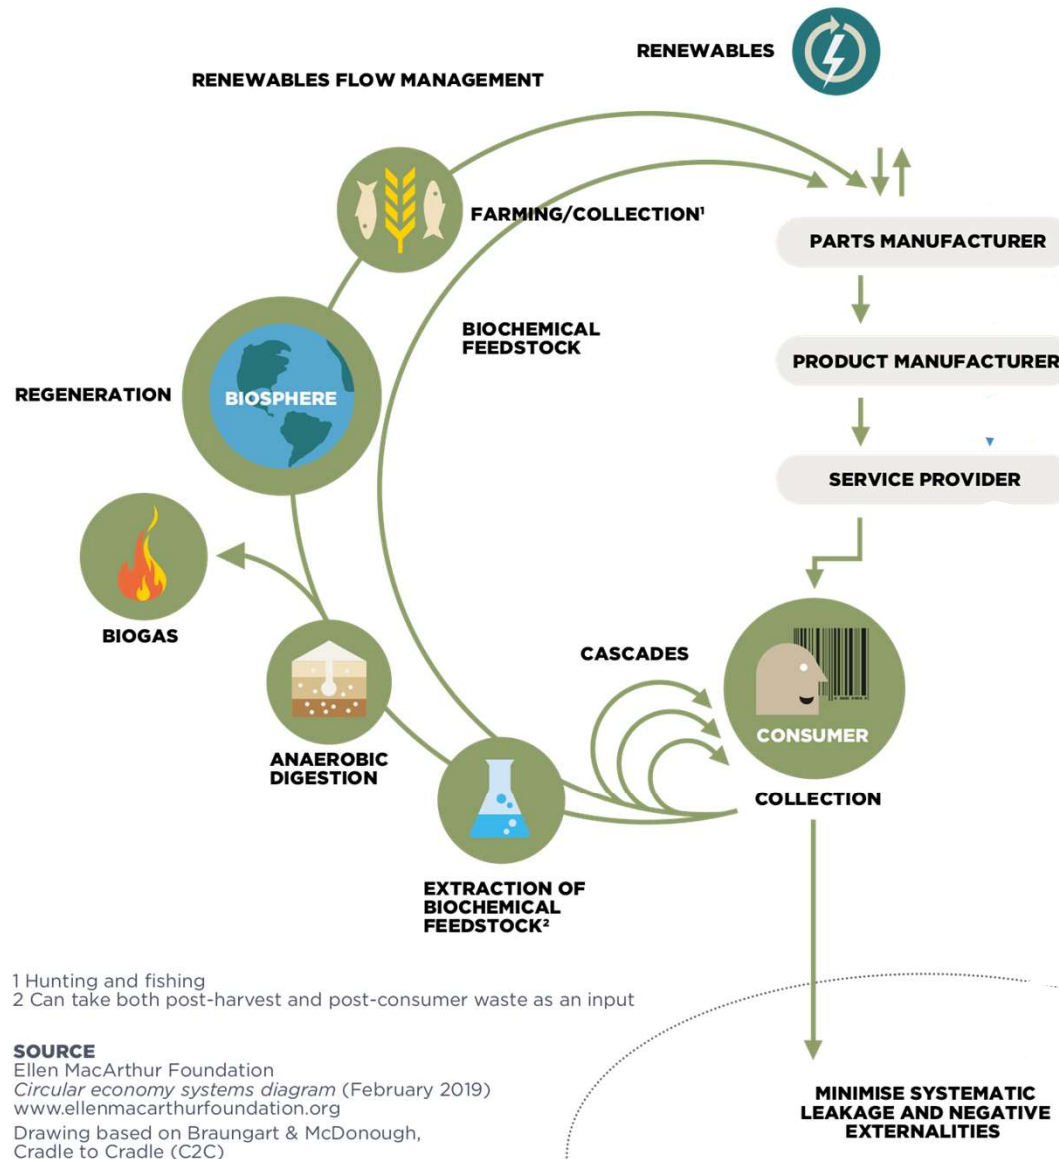 RENEWABLES
RENEWABLES FLOW MANAGEMENT
FARMING/COLLECTION¹
PARTS MANUFACTURER
BIOCHEMICAL
FEEDSTOCK
PRODUCT MANUFACTURER
REGENERATION
BIOSPHERE
SERVICE PROVIDER
BIOGAS
CASCADES
CONSUMER
ANAEROBIC
DIGESTION
COLLECTION
EXTRACTION OF
BIOCHEMICAL
FEEDSTOCK²
1 Hunting and fishing
2 Can take both post-harvest and post-consumer waste as an input
SOURCE
Ellen MacArthur Foundation
Circular economy systems diagram (February 2019)
www.ellenmacarthurfoundation.org
Drawing based on Braungart & McDonough,
Cradle to Cradle (C2C)
MINIMISE SYSTEMATIC
LEAKAGE AND NEGATIVE
EXTERNALITIES